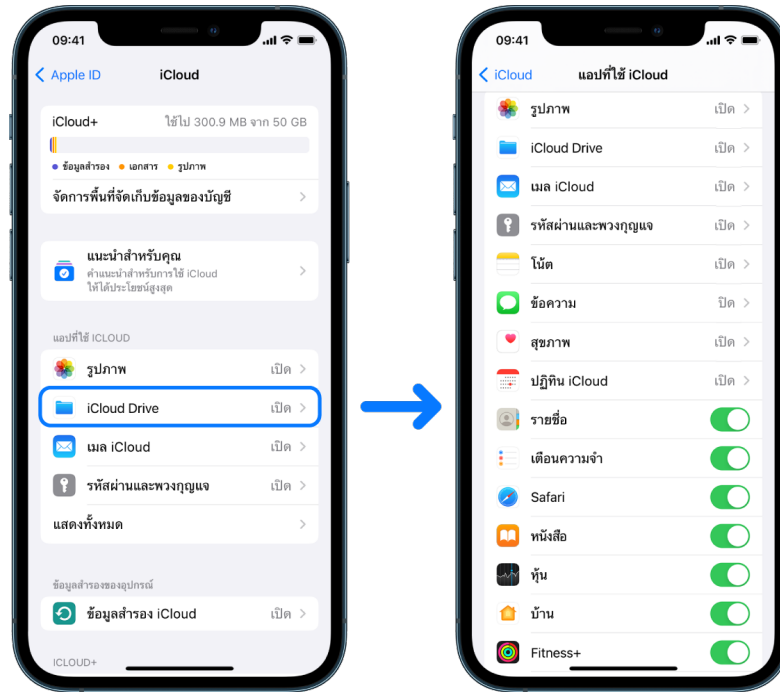 09:41
Apple ID
iCloud
iCloud+
ใช้ไป 300.9 MB จาก 50 GB
ข้อมูลสำรอง
เอกสาร
รูปภาพ
จัดการพื้นที่จัดเก็บข้อมูลของบัญชี
แนะนำสำหรับคุณ
คำแนะนำสำหรับการใช้ iCloud
ให้ได้ประโยชน์สูงสุด
แอปที่ใช้ ICLOUD
รูปภาพ เปิด
iCloud Drive เปิด
เมล iCloud เปิด
รหัสผ่านและพวงกุญแจ เปิด
แสดงทั้งหมด
ข้อมูลสำรองของอุปกรณ์
ข้อมูลสำรอง iCloud เปิด
ICLOUD+
09:41
iCloud
แอปที่ใช้ iCloud
รูปภาพ เปิด
iCloud Drive เปิด
เมล iCloud เปิด
รหัสผ่านและพวงกุญแจ เปิด
โน้ต เปิด
ข้อความ ปิด
สุขภาพ เปิด
ปฏิทิน iCloud เปิด
รายชื่อ
เตือนความจำ
Safari
หนังสือ
หุ้น
บ้าน
Fitness+